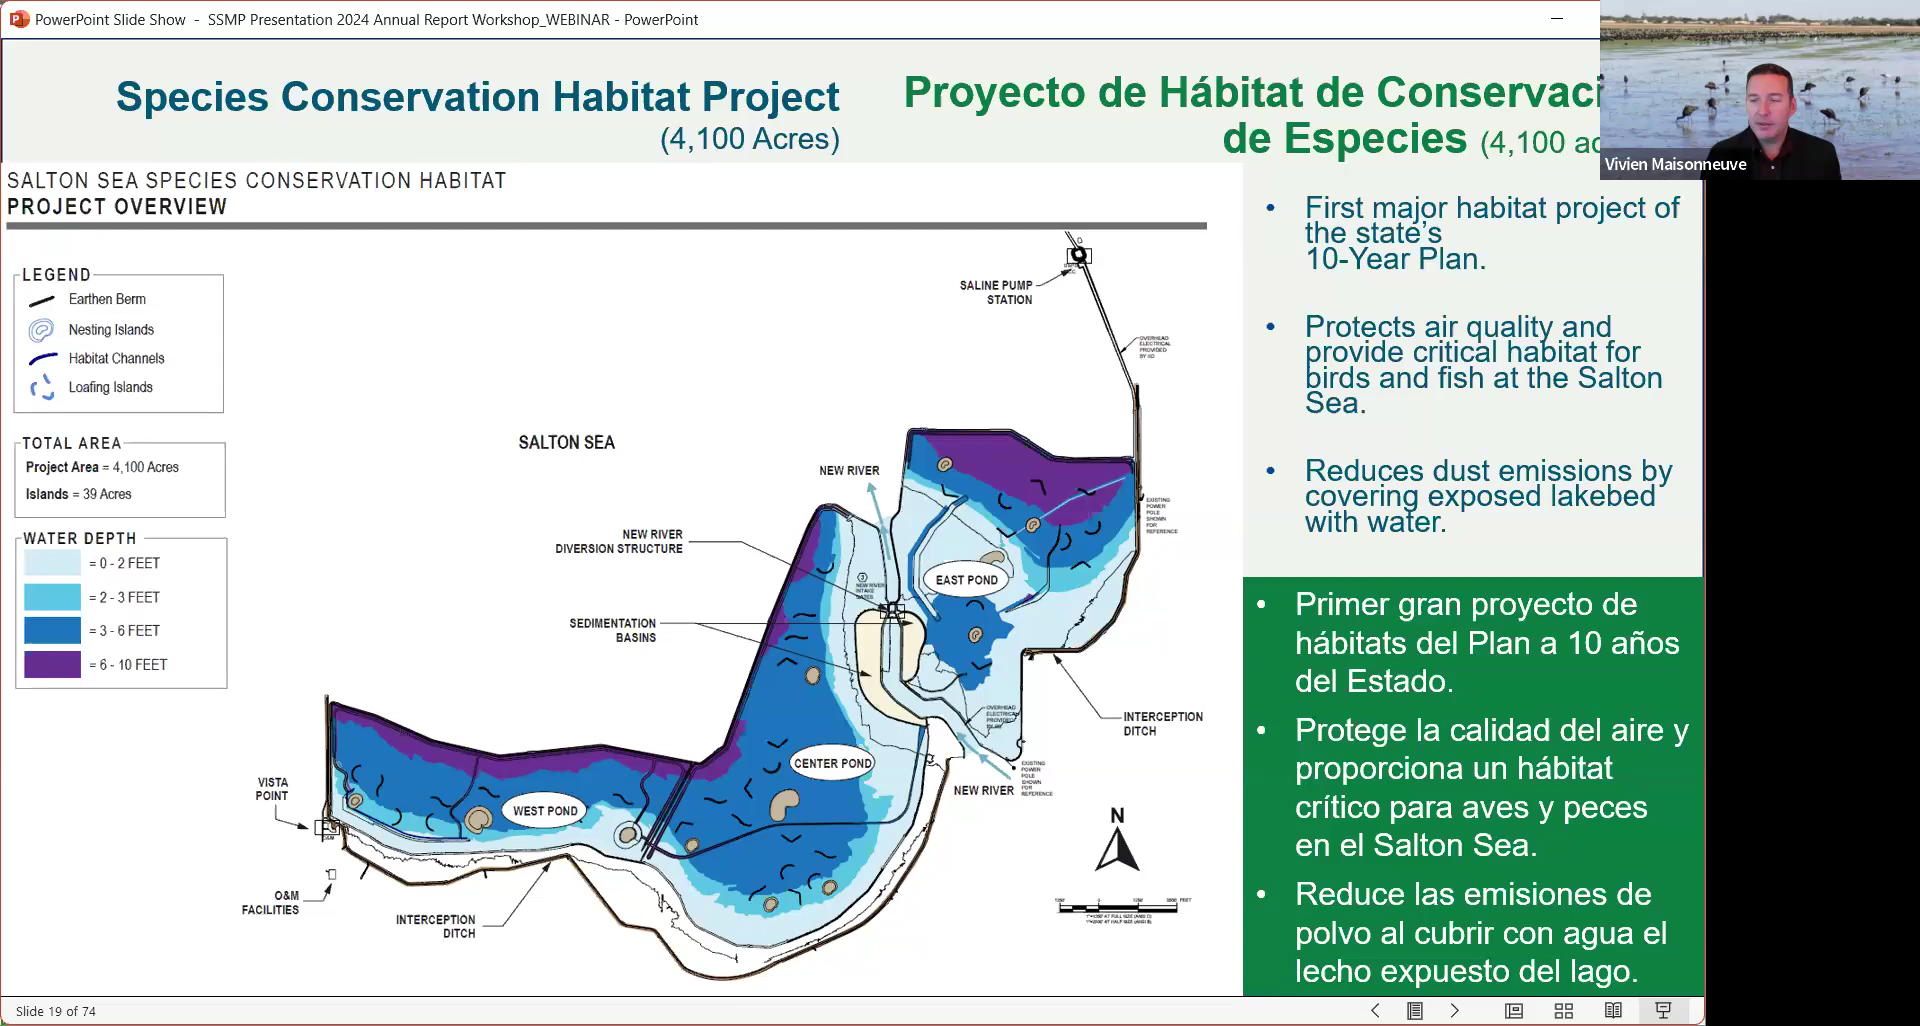 PowerPoint Slide Show - SSMP Presentation 2024 Annual Report Workshop_WEBINAR - PowerPoint
Species Conservation Habitat Project
(4,100 Acres)
Proyecto de Hábitat de Conservaci
de Especies (4,100 ac
Vivien Maisonneuve
SALTON SEA SPECIES CONSERVATION HABITAT
PROJECT OVERVIEW
LEGEND
Earthen Berm
Nesting Islands
Habitat Channels
Loafing Islands
TOTAL AREA
Project Area = 4,100 Acres
Islands = 39 Acres
WATER DEPTH
= 0 - 2 FEET
= 2 - 3 FEET
= 3 - 6 FEET
= 6 - 10 FEET
SALINE PUMP
STATION
OVERHEAD
ELECTRICAL
PROVIDED
BY IID
SALTON SEA
NEW RIVER
EXISTING
POWER
POLE
SHOWN
FOR
REFERENCE
NEW RIVER
DIVERSION STRUCTURE
3
NEW RIVER
INTAKE
GATES
EAST POND
SEDIMENTATION
BASINS
OVERHEAD
ELECTRICAL
PROVIDED
INTERCEPTION
DITCH
CENTER POND
EXISTING
POWER
POLE
SHOWN
FOR
REFERENCE
NEW RIVER
VISTA
POINT
WEST POND
N
O&M
FACILITIES
INTERCEPTION
DITCH
FEET
• First major habitat project of
the state's
10-Year Plan.
• Protects air quality and
provide critical habitat for
birds and fish at the Salton
Sea.
• Reduces dust emissions by
covering exposed lakebed
with water.
• Primer gran proyecto de
hábitats del Plan a 10 años
del Estado.
• Protege la calidad del aire y
proporciona un hábitat
crítico para aves y peces
en el Salton Sea.
• Reduce las emisiones de
polvo al cubrir con agua el
lecho expuesto del lago.
Slide 19 of 74